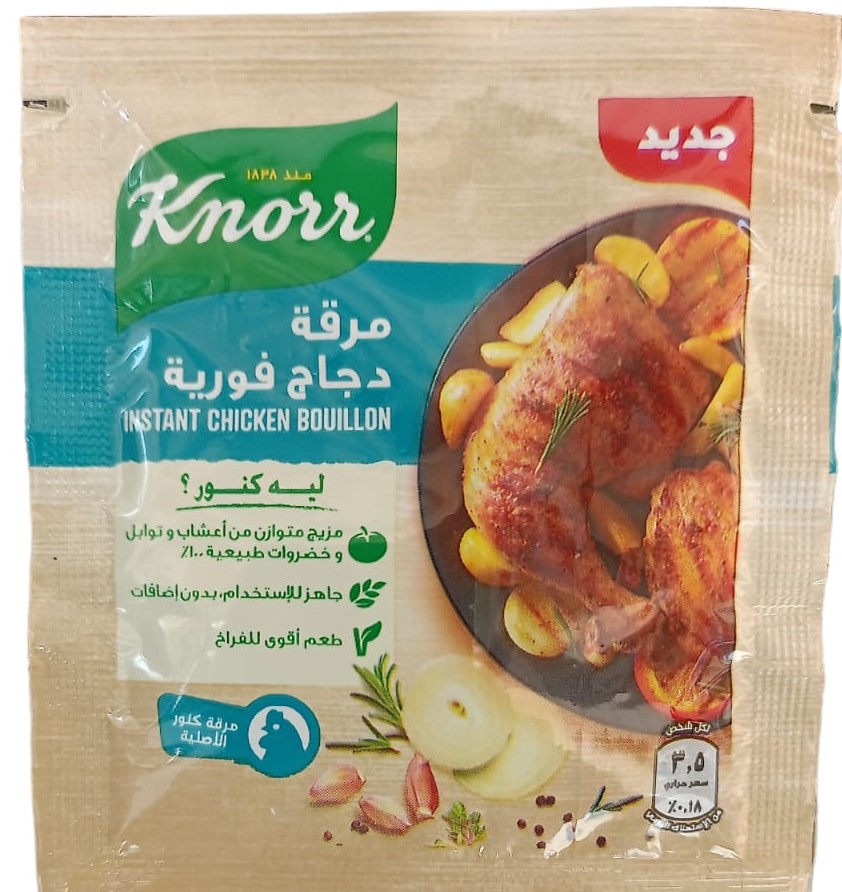 جديد
منذ ١٨٣٨
Knorr
مرقة
دجاج فورية
INSTANT CHICKEN BOUILLON
ليه كنور؟
مزيج متوازن من أعشاب و توابل
و خضروات طبيعية ١٠٠٪
جاهز للإستخدام، بدون إضافات
طعم أقوى للفراخ
مرقة كنور
الأصلية
لكل شخص
٣,٥
سعر حراري
٠.١٨٪
من الإستهلاك